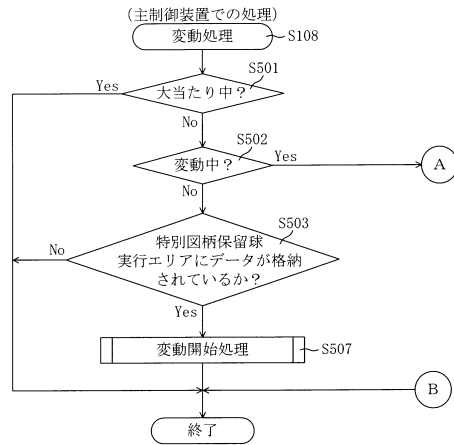 (主制御装置での処理)
変動処理
S108
S501
大当たり中？
Yes
No
S502
変動中？
Yes
A
No
S503
特別図柄保留球
実行エリアにデータが格納
されているか？
No
Yes
変動開始処理
S507
B
終了